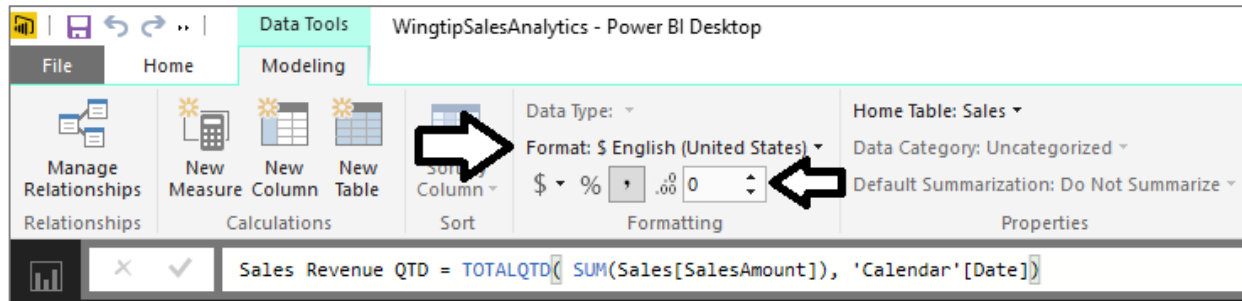 Data Tools WingtipSalesAnalytics - Power BI Desktop
File Home Modeling
Data Type:
Home Table: Sales
Format: $ English (United States)
Data Category: Uncategorized
Manage Relationships
New Measure
New Column
New Table
Column
$ % , .00 0
Default Summarization: Do Not Summarize
Relationships Calculations Sort Formatting Properties
Sales Revenue QTD = TOTALQTD( SUM(Sales[SalesAmount]), 'Calendar'[Date])